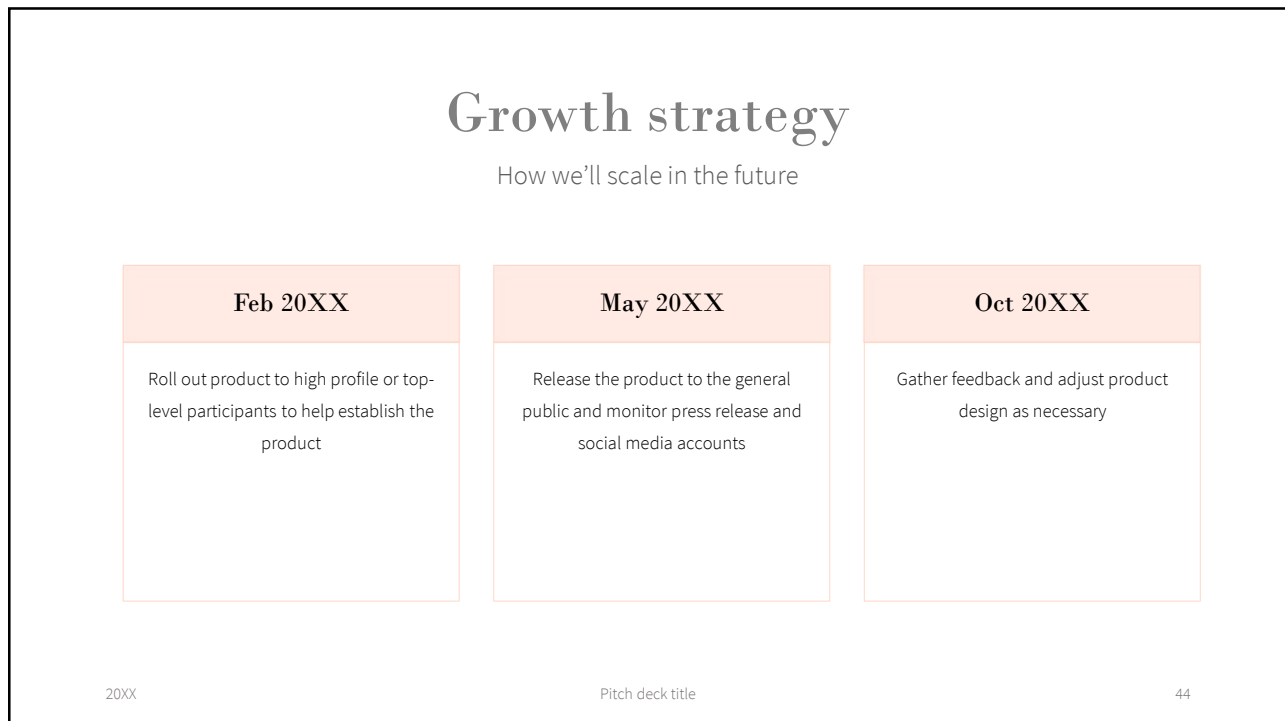 Growth strategy
How we’ll scale in the future
Feb 20XX
Roll out product to high profile or top-
level participants to help establish the
product
May 20XX
Release the product to the general
public and monitor press release and
social media accounts
Oct 20XX
Gather feedback and adjust product
design as necessary
20XX
Pitch deck title
44